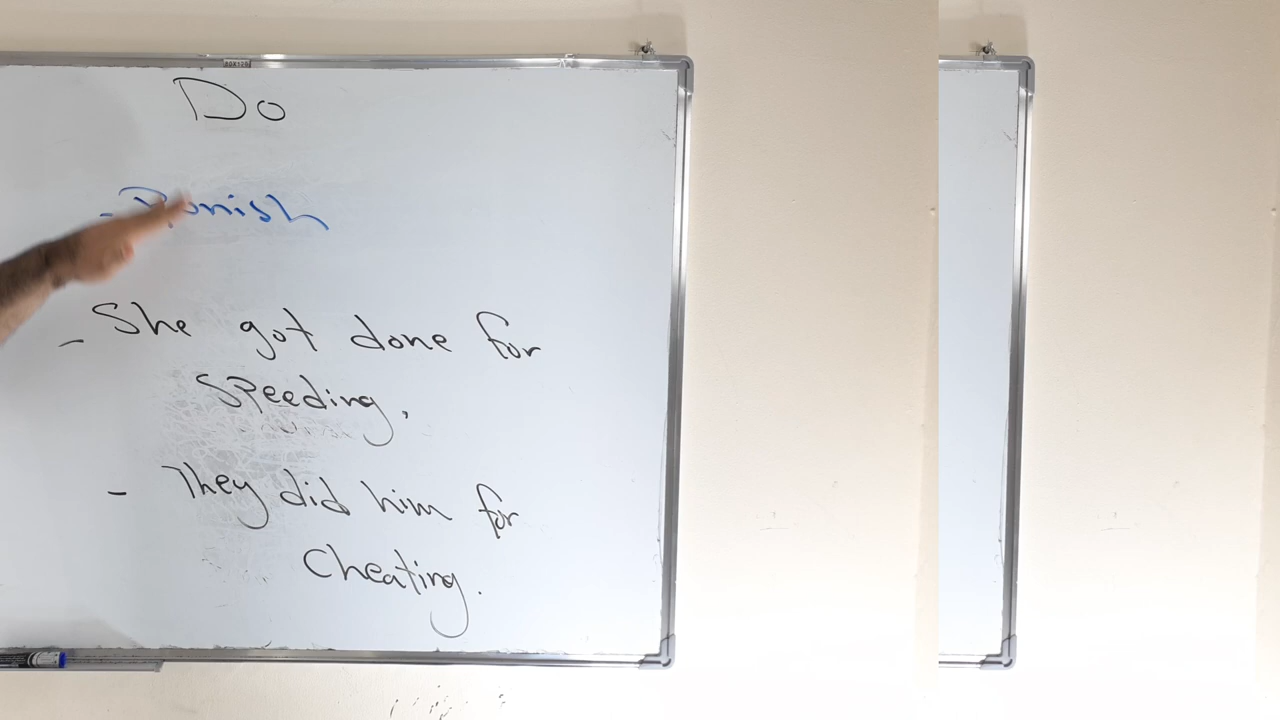 Do
- Punish
- She got done for
speeding.
- They did him for
cheating.